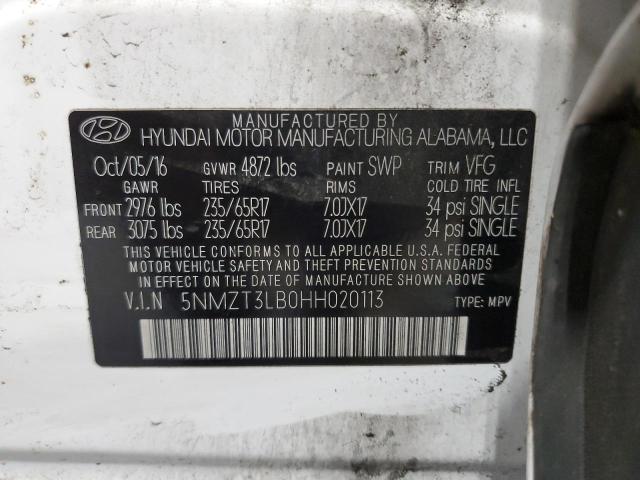 MANUFACTURED BY
HYUNDAI MOTOR MANUFACTURING ALABAMA, LLC
Oct/05/16 GVWR 4872 lbs PAINT SWP TRIM VFG
GAWR TIRES RIMS COLD TIRE INFL
FRONT 2976 lbs 235/65R17 7.0JX17 34 psi SINGLE
REAR 3075 lbs 235/65R17 7.0JX17 34 psi SINGLE
THIS VEHICLE CONFORMS TO ALL APPLICABLE U.S.A. FEDERAL
MOTOR VEHICLE SAFETY AND THEFT PREVENTION STANDARDS IN
EFFECT ON THE DATE OF MANUFACTURE SHOWN ABOVE.
V.I.N 5NMZT3LB0HH020113 TYPE: MPV